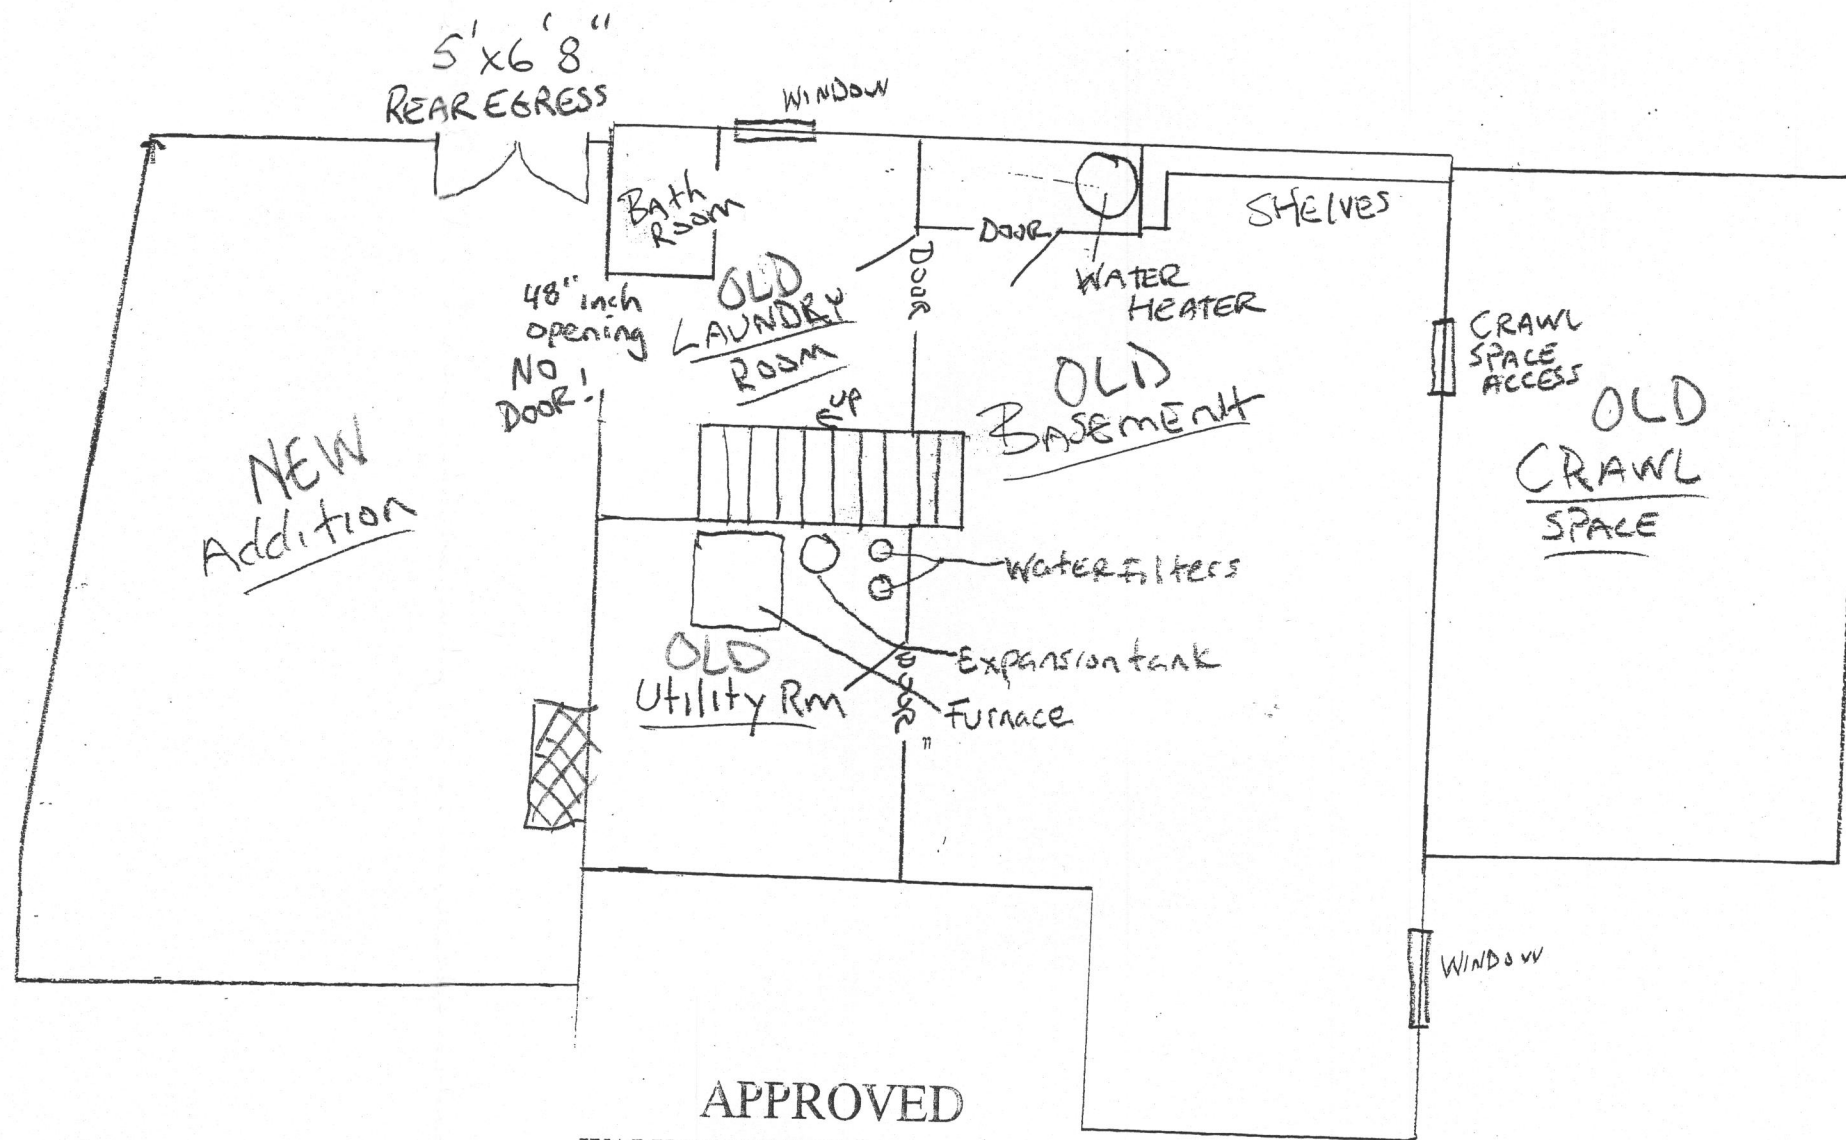 5'x6'8"
REAR EGRESS
WINDOW
Bath
Room
DOOR
SHELVES
48" inch
opening
NO
DOOR!
OLD
LAUNDRY
ROOM
DOOR
WATER
HEATER
CRAWL
SPACE
ACCESS
UP
OLD
BASEMENT
OLD
CRAWL
SPACE
NEW
Addition
Water Filters
OLD
Utility Rm
DOOR
Expansion tank
Furnace
WINDOW
APPROVED